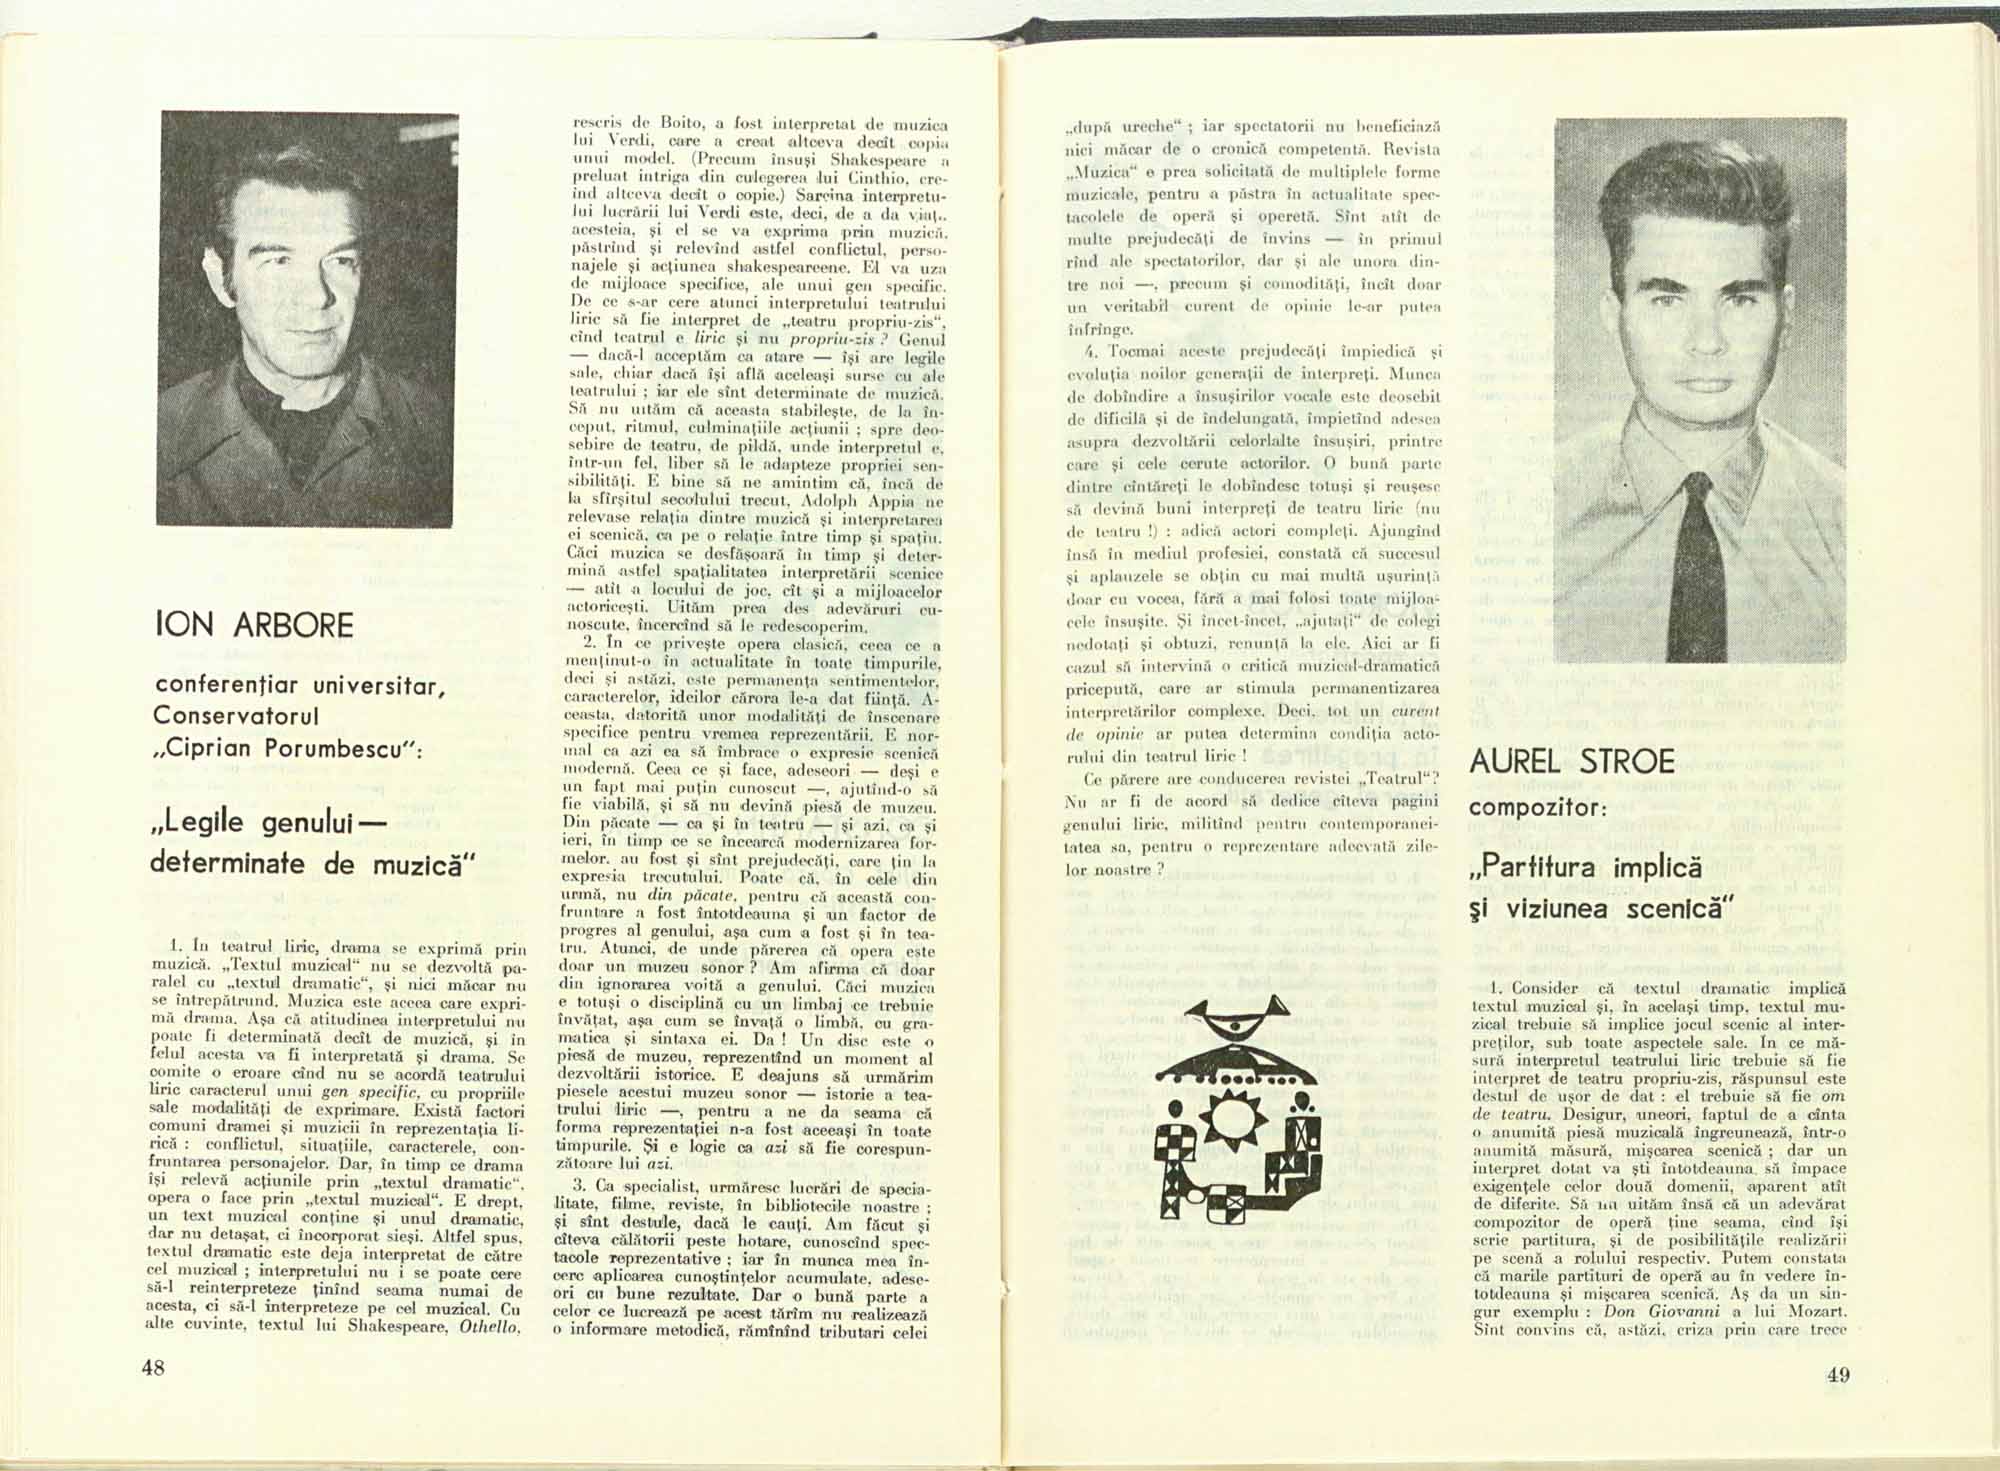 ION ARBORE
conferențiar universitar,
Conservatorul
„Ciprian Porumbescu":
„Legile genului—
determinate de muzică"
1. În teatrul liric, drama se exprimă prin
muzică. „Textul muzical" nu se dezvoltă pa-
ralel cu „textul dramatic", și nici măcar nu
se întrepătrund. Muzica este aceea care expri-
mă drama. Așa că atitudinea interpretului nu
poate fi determinată decît de muzică, și în
felul acesta va fi interpretată și drama. Se
comite o eroare cînd nu se acordă teatrului
liric caracterul unui gen specific, cu propriile
sale modalități de exprimare. Există factori
comuni dramei și muzicii în reprezentația li-
rică : conflictul, situațiile, caracterele, con-
fruntarea personajelor. Dar, în timp ce drama
își relevă acțiunile prin „textul dramatic",
opera o face prin „textul muzical". E drept,
un text muzical conține și unul dramatic,
dar nu detașat, ci încorporat sieși. Altfel spus,
textul dramatic este deja interpretat de către
cel muzical ; interpretului nu i se poate cere
să-l reinterpreteze ținînd seama numai de
acesta, ci să-l interpreteze pe cel muzical. Cu
alte cuvinte, textul lui Shakespeare, Othello,
48
rescris de Boito, a fost interpretat de muzica
lui Verdi, care a creat altceva decît copia
unui model. (Precum însuși Shakespeare a
preluat intriga din culegerea lui Cinthio, cre-
ind altceva decît o copie.) Sarcina interpretu-
lui lucrării lui Verdi este, deci, de a da viaț..
acesteia, și el se va exprima prin muzică,
păstrînd și relevînd astfel conflictul, perso-
najele și acțiunea shakespeareene. El va uza
de mijloace specifice, ale unui gen specific.
De ce s-ar cere atunci interpretului teatrului
liric să fie interpret de „teatru propriu-zis",
cînd teatrul e liric și nu propriu-zis ? Genul
— dacă-l acceptăm ca atare — își are legile
sale, chiar dacă își află aceleași surse cu ale
teatrului ; iar ele sînt determinate de muzică.
Să nu uităm că aceasta stabilește, de la în-
ceput, ritmul, culminațiile acțiunii ; spre deo-
sebire de teatru, de pildă, unde interpretul e,
într-un fel, liber să le adapteze propriei sen-
sibilități. E bine să ne amintim că, încă de
la sfîrșitul secolului trecut, Adolph Appia ne
relevase relația dintre muzică și interpretarea
ei scenică, ca pe o relație între timp și spațiu.
Căci muzica se desfășoară în timp și deter-
mină astfel spațialitatea interpretării scenice
— atît a locului de joc, cît și a mijloacelor
actoricești. Uităm prea des adevăruri cu-
noscute, încercînd să le redescoperim.
2. În ce privește opera clasică, ceea ce a
menținut-o în actualitate în toate timpurile,
deci și astăzi, este permanența sentimentelor,
caracterelor, ideilor cărora le-a dat ființă. A-
ceasta, datorită unor modalități de înscenare
specifice pentru vremea reprezentării. E nor-
mal ca azi ea să îmbrace o expresie scenică
modernă. Ceea ce și face, adeseori — deși e
un fapt mai puțin cunoscut —, ajutînd-o să
fie viabilă, și să nu devină piesă de muzeu.
Din păcate — ca și în teatru — și azi, ca și
ieri, în timp ce se încearcă modernizarea for-
melor, au fost și sînt prejudecăți, care țin la
expresia trecutului. Poate că, în cele din
urmă, nu din păcate, pentru că această con-
fruntare a fost întotdeauna și un factor de
progres al genului, așa cum a fost și în tea-
tru. Atunci, de unde părerea că opera este
doar un muzeu sonor ? Am afirma că doar
din ignorarea voită a genului. Căci muzica
e totuși o disciplină cu un limbaj ce trebuie
învățat, așa cum se învață o limbă, cu gra-
matica și sintaxa ei. Da ! Un disc este o
piesă de muzeu, reprezentînd un moment al
dezvoltării istorice. E deajuns să urmărim
piesele acestui muzeu sonor — istorie a tea-
trului liric —, pentru a ne da seama că
forma reprezentației n-a fost aceeași în toate
timpurile. Și e logic ca azi să fie corespun-
zătoare lui azi.
3. Ca specialist, urmăresc lucrări de specia-
litate, filme, reviste, în bibliotecile noastre ;
și sînt destule, dacă le cauți. Am făcut și
cîteva călătorii peste hotare, cunoscînd spec-
tacole reprezentative ; iar în munca mea în-
cerc aplicarea cunoștințelor acumulate, adese-
ori cu bune rezultate. Dar o bună parte a
celor ce lucrează pe acest tărîm nu realizează
o informare metodică, rămînînd tributari celei
„după ureche" ; iar spectatorii nu beneficiază
nici măcar de o cronică competentă. Revista
„Muzica" e prea solicitată de multiplele forme
muzicale, pentru a păstra în actualitate spec-
tacolele de operă și operetă. Sînt atît de
multe prejudecăți de învins — în primul
rînd ale spectatorilor, dar și ale unora din-
tre noi —, precum și comodități, încît doar
un veritabil curent de opinie le-ar putea
înfrînge.
4. Tocmai aceste prejudecăți împiedică și
evoluția noilor generații de interpreți. Munca
de dobîndire a însușirilor vocale este deosebit
de dificilă și de îndelungată, împietînd adesea
asupra dezvoltării celorlalte însușiri, printre
care și cele cerute actorilor. O bună parte
dintre cîntăreți le dobîndesc totuși și reușesc
să devină buni interpreți de teatru liric (nu
de teatru !) : adică actori completi. Ajungînd
însă în mediul profesiei, constată că succesul
și aplauzele se obțin cu mai multă ușurință
doar cu vocea, fără a mai folosi toate mijloa-
cele însușite. Și încet-încet, „ajutați" de colegi
nedotați și obtuzi, renunță la ele. Aici ar fi
cazul să intervină o critică muzical-dramatică
pricepută, care ar stimula permanentizarea
interpretărilor complexe. Deci, tot un curent
de opinie ar putea determina condiția acto-
rului din teatrul liric !
Ce părere are conducerea revistei „Teatrul"?
Nu ar fi de acord să dedice cîteva pagini
genului liric, militînd pentru contemporanei-
tatea sa, pentru o reprezentare adecvată zile-
lor noastre ?
AUREL STROE
compozitor:
„Partitura implică
și viziunea scenică"
1. Consider că textul dramatic implică
textul muzical și, în același timp, textul mu-
zical trebuie să implice jocul scenic al inter-
preților, sub toate aspectele sale. În ce mă-
sură interpretul teatrului liric trebuie să fie
interpret de teatru propriu-zis, răspunsul este
destul de ușor de dat : el trebuie să fie om
de teatru. Desigur, uneori, faptul de a cînta
o anumită piesă muzicală îngreunează, într-o
anumită măsură, mișcarea scenică ; dar un
interpret dotat va ști întotdeauna să împace
exigențele celor două domenii, aparent atît
de diferite. Să nu uităm însă că un adevărat
compozitor de operă ține seama, cînd își
scrie partitura, și de posibilitățile realizării
pe scenă a rolului respectiv. Putem constata
că marile partituri de operă au în vedere în-
totdeauna și mișcarea scenică. Aș da un sin-
gur exemplu : Don Giovanni a lui Mozart.
Sînt convins că, astăzi, criza prin care trece
49